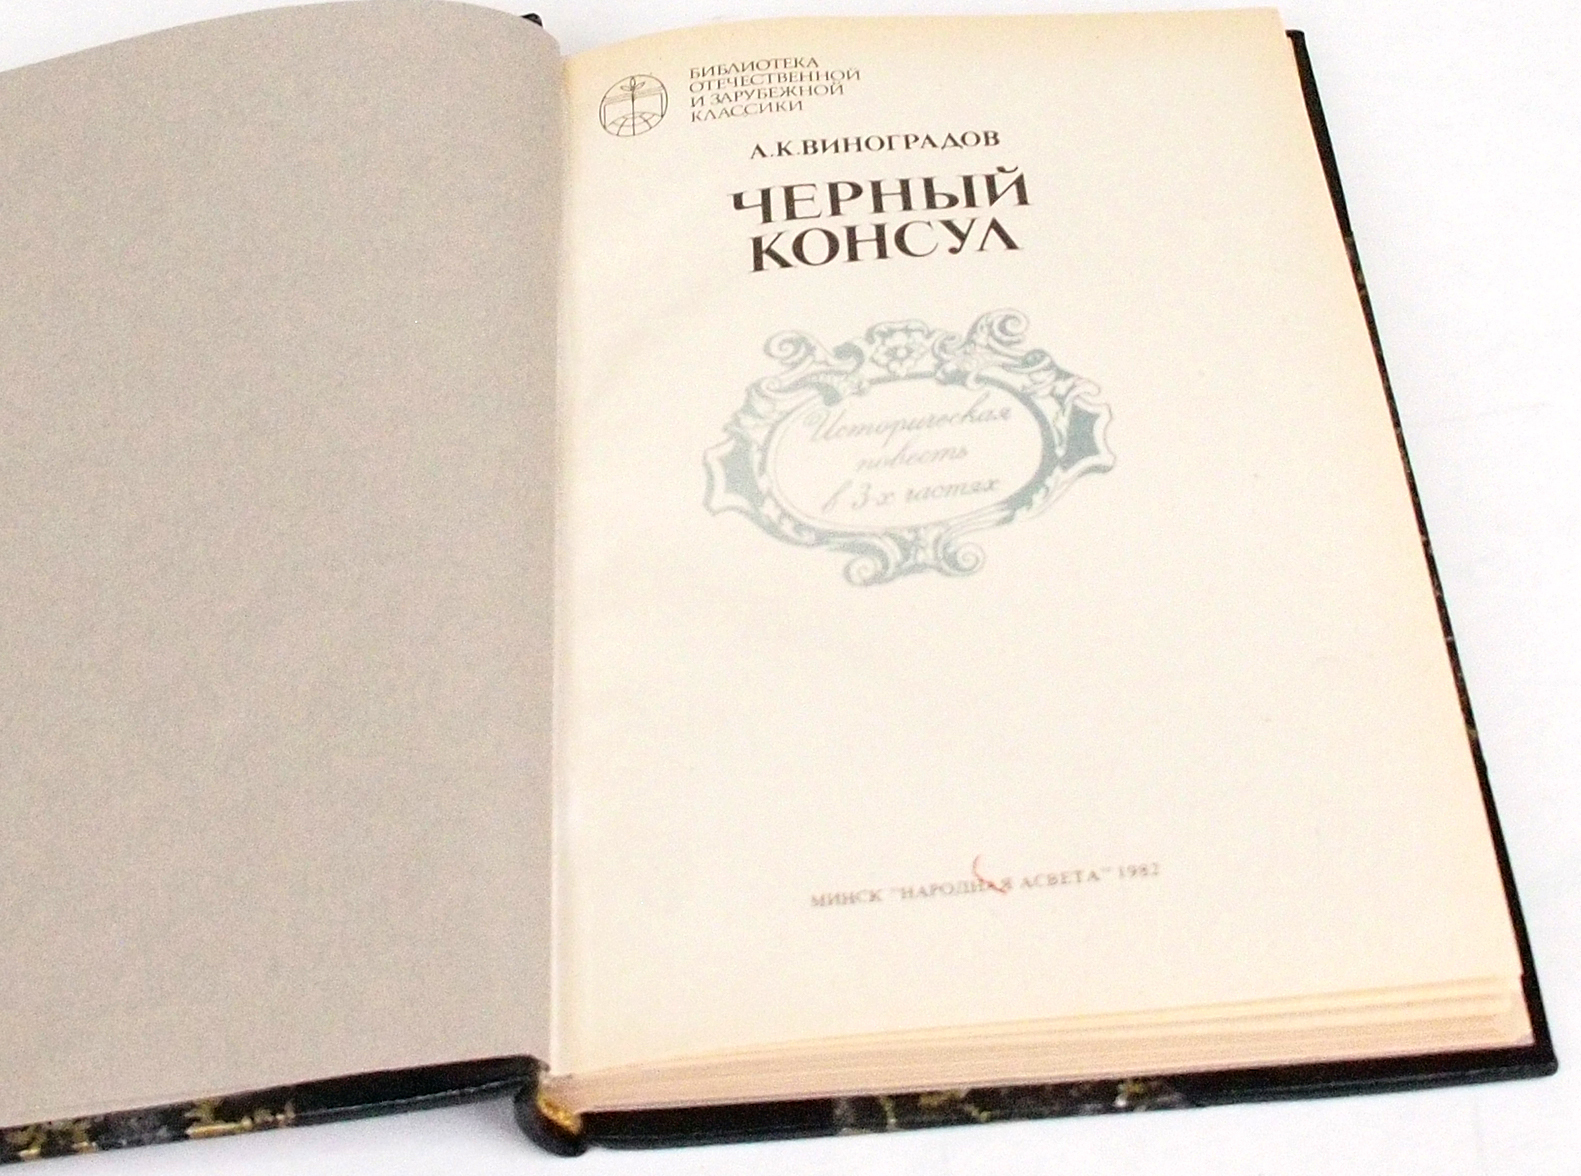 БИБЛИОТЕКА
ОТЕЧЕСТВЕННОЙ
И ЗАРУБЕЖНОЙ
КЛАССИКИ
А.К.ВИНОГРАДОВ
ЧЕРНЫЙ
КОНСУЛ
Историческая
повесть
в 3-х частях
МИНСК "НАРОДНАЯ АСВЕТА" 1982